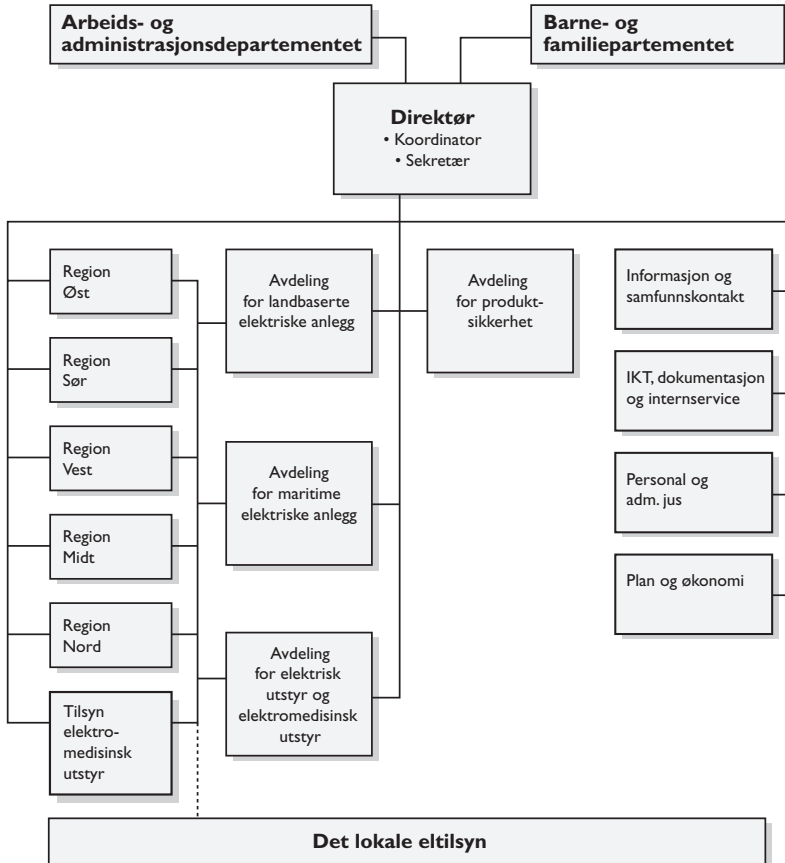 Arbeids- og
administrasjonsdepartementet
Barne- og
familiepartementet
Direktør
• Koordinator
• Sekretær
Region
Øst
Region
Sør
Region
Vest
Region
Midt
Region
Nord
Tilsyn
elektro-
medisinsk
utstyr
Avdeling
for landbaserte
elektriske anlegg
Avdeling
for maritime
elektriske anlegg
Avdeling
for elektrisk
utstyr og
elektromedisinsk
utstyr
Avdeling
for produkt-
sikkerhet
Informasjon og
samfunnskontakt
IKT, dokumentasjon
og internservice
Personal og
adm. jus
Plan og økonomi
Det lokale eltilsyn